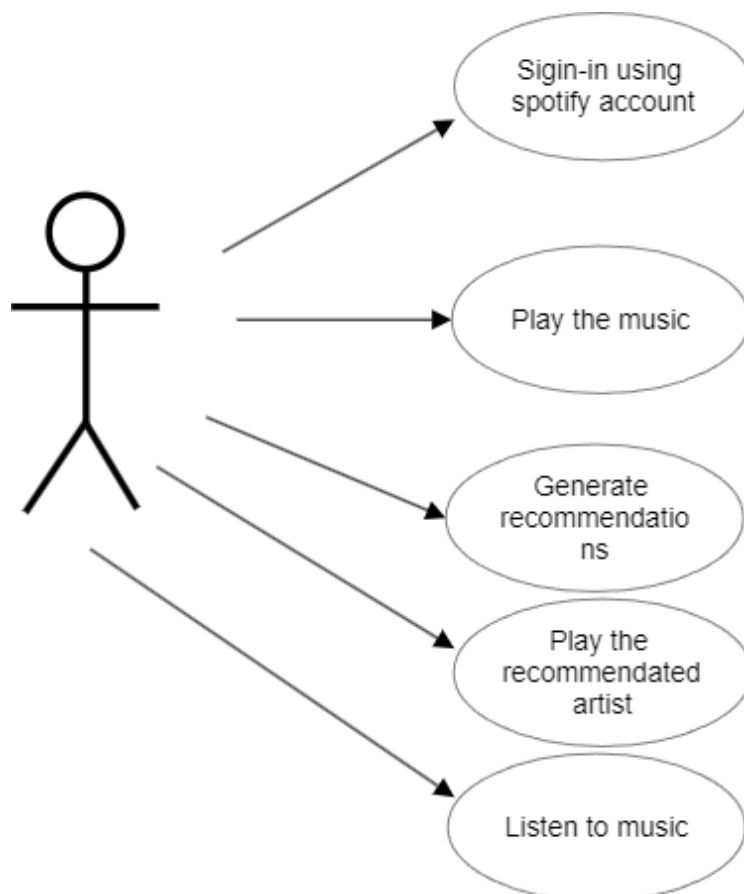 Sigin-in using
spotify account
Play the music
Generate
recommendatio
ns
Play the
recommendated
artist
Listen to music